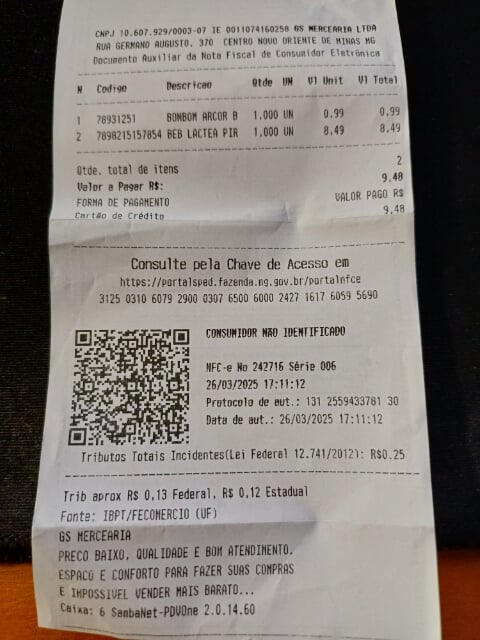 CNPJ 10.607.929/0003-07 IE 0011074160258 GS MERCEARIA LTDA
RUA GERMANO AUGUSTO, 370 CENTRO NOVO ORIENTE DE MINAS MG
Documento Auxiliar da Nota Fiscal de Consumidor Eletrônica
N Codigo Descricao Qtde UN Vl Unit Vl Total
1 78931251 BOMBOM ARCOR B 1,000 UN 0,99 0,99
2 7898215157854 BEB LACTEA PIR 1,000 UN 8,49 8,49
Qtde. total de itens 2
Valor a Pagar R$: 9,48
FORMA DE PAGAMENTO VALOR PAGO R$
Cartão de Crédito 9,48
Consulte pela Chave de Acesso em
https://portalsped.fazenda.mg.gov.br/portalnfce
3125 0310 6079 2900 0307 6500 6000 2427 1617 6059 5690
CONSUMIDOR NÃO IDENTIFICADO
NFC-e No 242716 Série 006
26/03/2025 17:11:12
Protocolo de aut.: 131 2559433781 30
Data de aut.: 26/03/2025 17:11:12
Tributos Totais Incidentes(Lei Federal 12.741/2012): R$0.25
Trib aprox R$ 0,13 Federal, R$ 0,12 Estadual
Fonte: IBPT/FECOMERCIO (UF)
GS MERCEARIA
PRECO BAIXO, QUALIDADE E BOM ATENDIMENTO.
ESPACO E CONFORTO PARA FAZER SUAS COMPRAS
E IMPOSSIVEL VENDER MAIS BARATO...
Caixa: 6 SambaNet-PDVOne 2.0.14.60